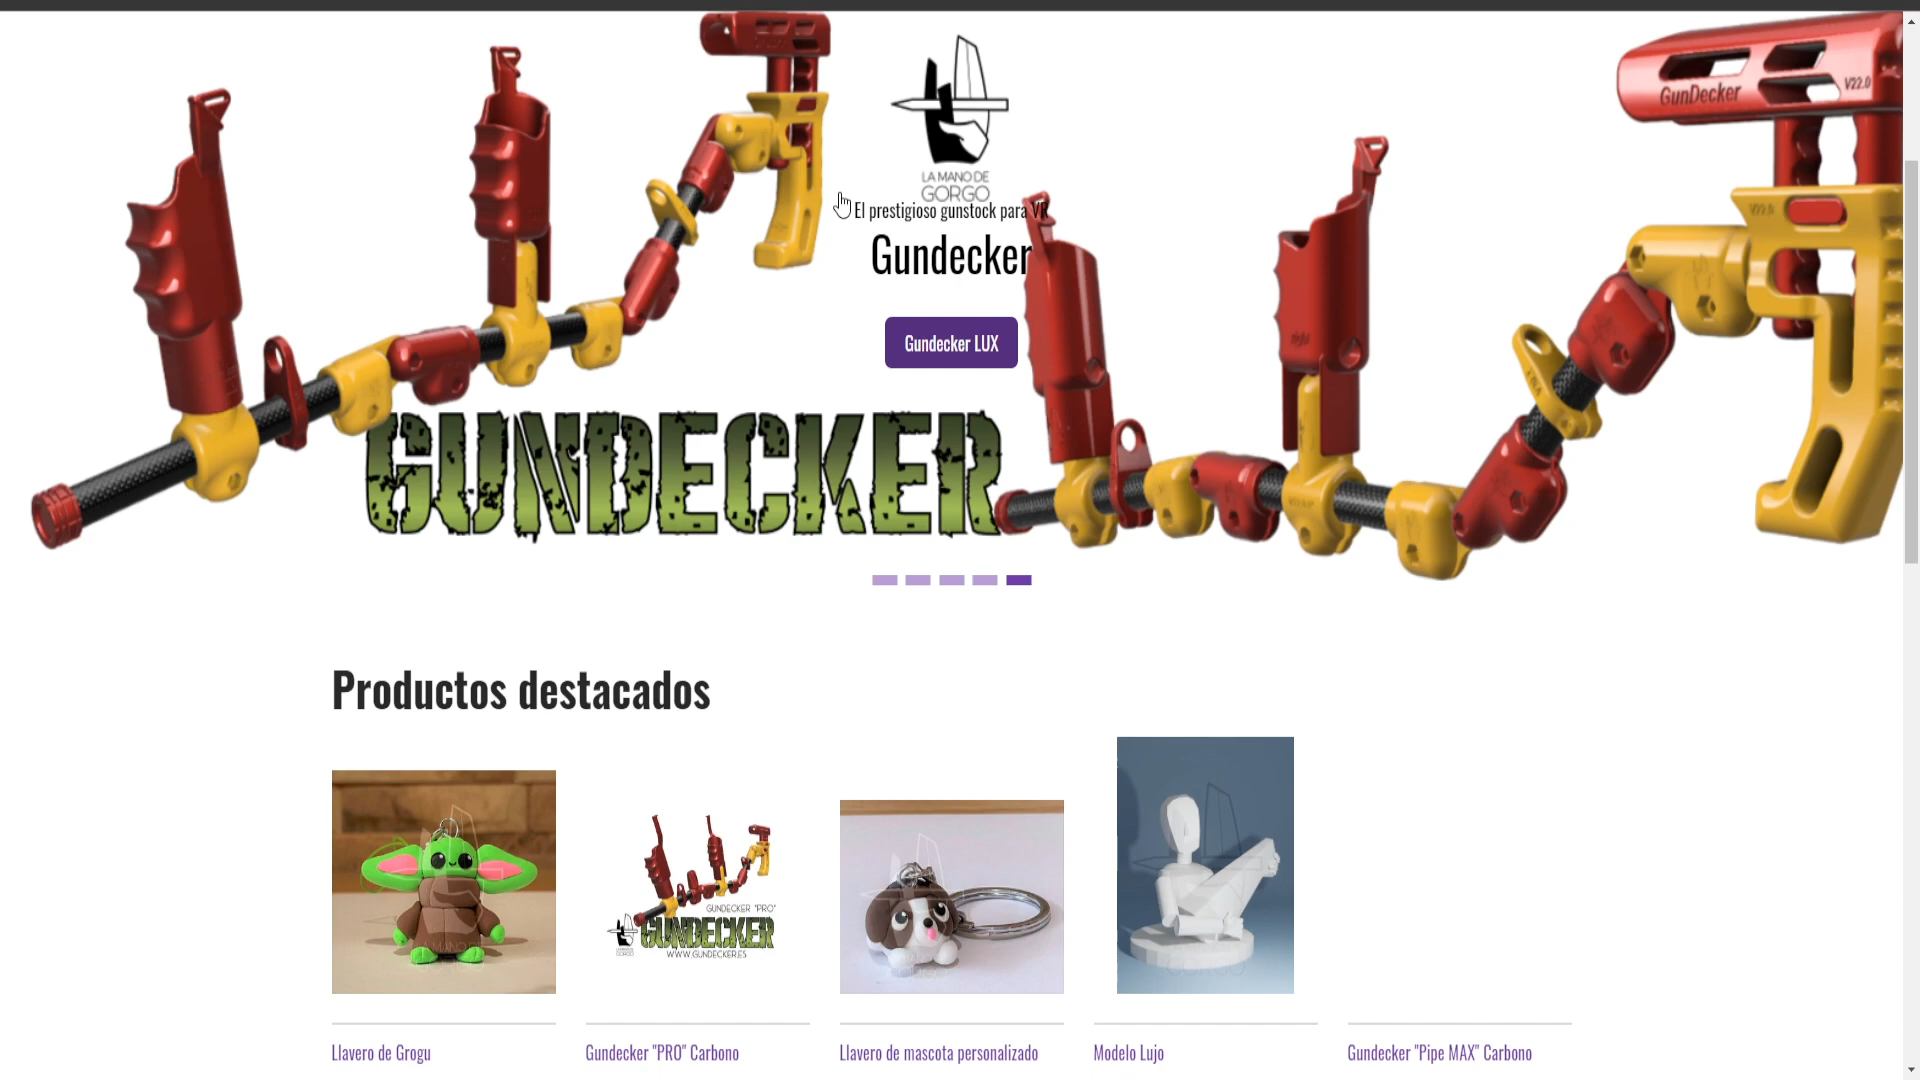 GunDecker
V22.0
LA MANO DE
GORGO
El prestigioso gunstock para VR
Gundecker
Gundecker LUX
GUNDECKER
Productos destacados
GUNDECKER "PRO"
GUNDECKER
WWW.GUNDECKER.ES
Llavero de Grogu
Gundecker "PRO" Carbono
Llavero de mascota personalizado
Modelo Lujo
Gundecker "Pipe MAX" Carbono